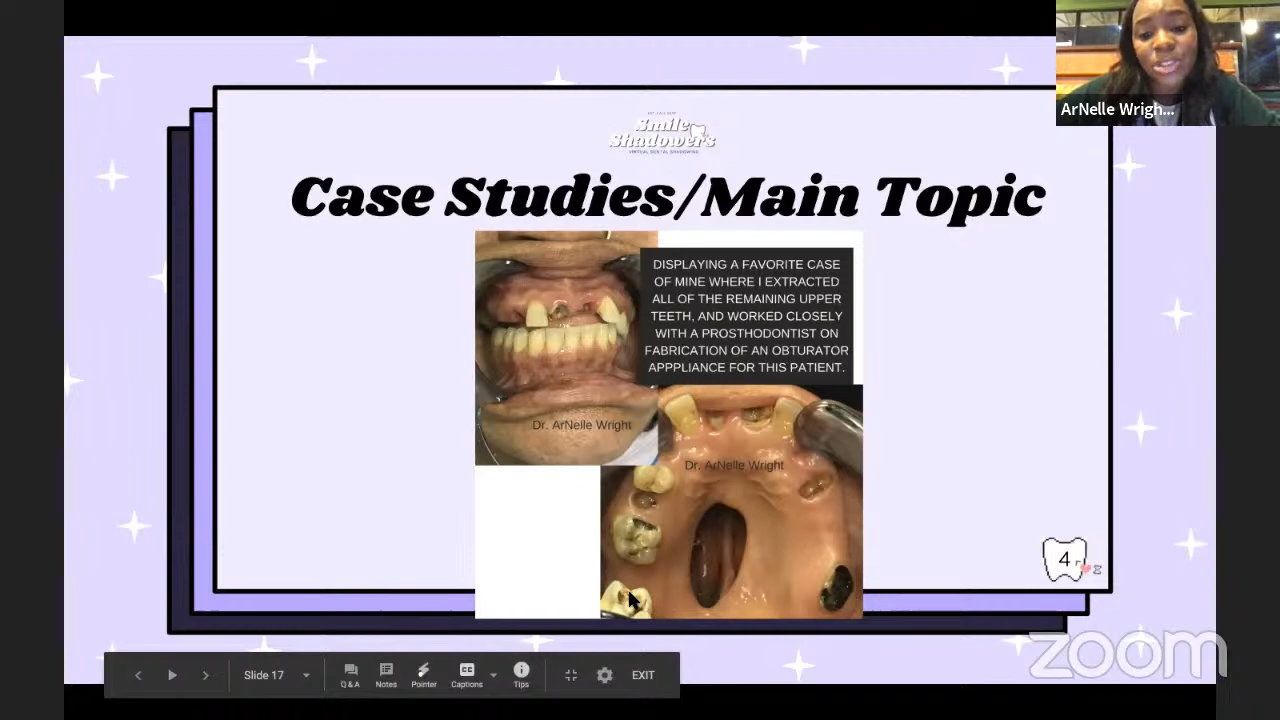 ArNelle Wrigh...
Smile
Shadowers
VIRTUAL DENTAL SHADOWING
Case Studies/Main Topic
DISPLAYING A FAVORITE CASE
OF MINE WHERE I EXTRACTED
ALL OF THE REMAINING UPPER
TEETH, AND WORKED CLOSELY
WITH A PROSTHODONTIST ON
FABRICATION OF AN OBTURATOR
APPPLIANCE FOR THIS PATIENT.
Dr. ArNelle Wright
Dr. ArNelle Wright
4
zoom
Slide 17
Q & A
Notes
Pointer
CC
Captions
Tips
EXIT